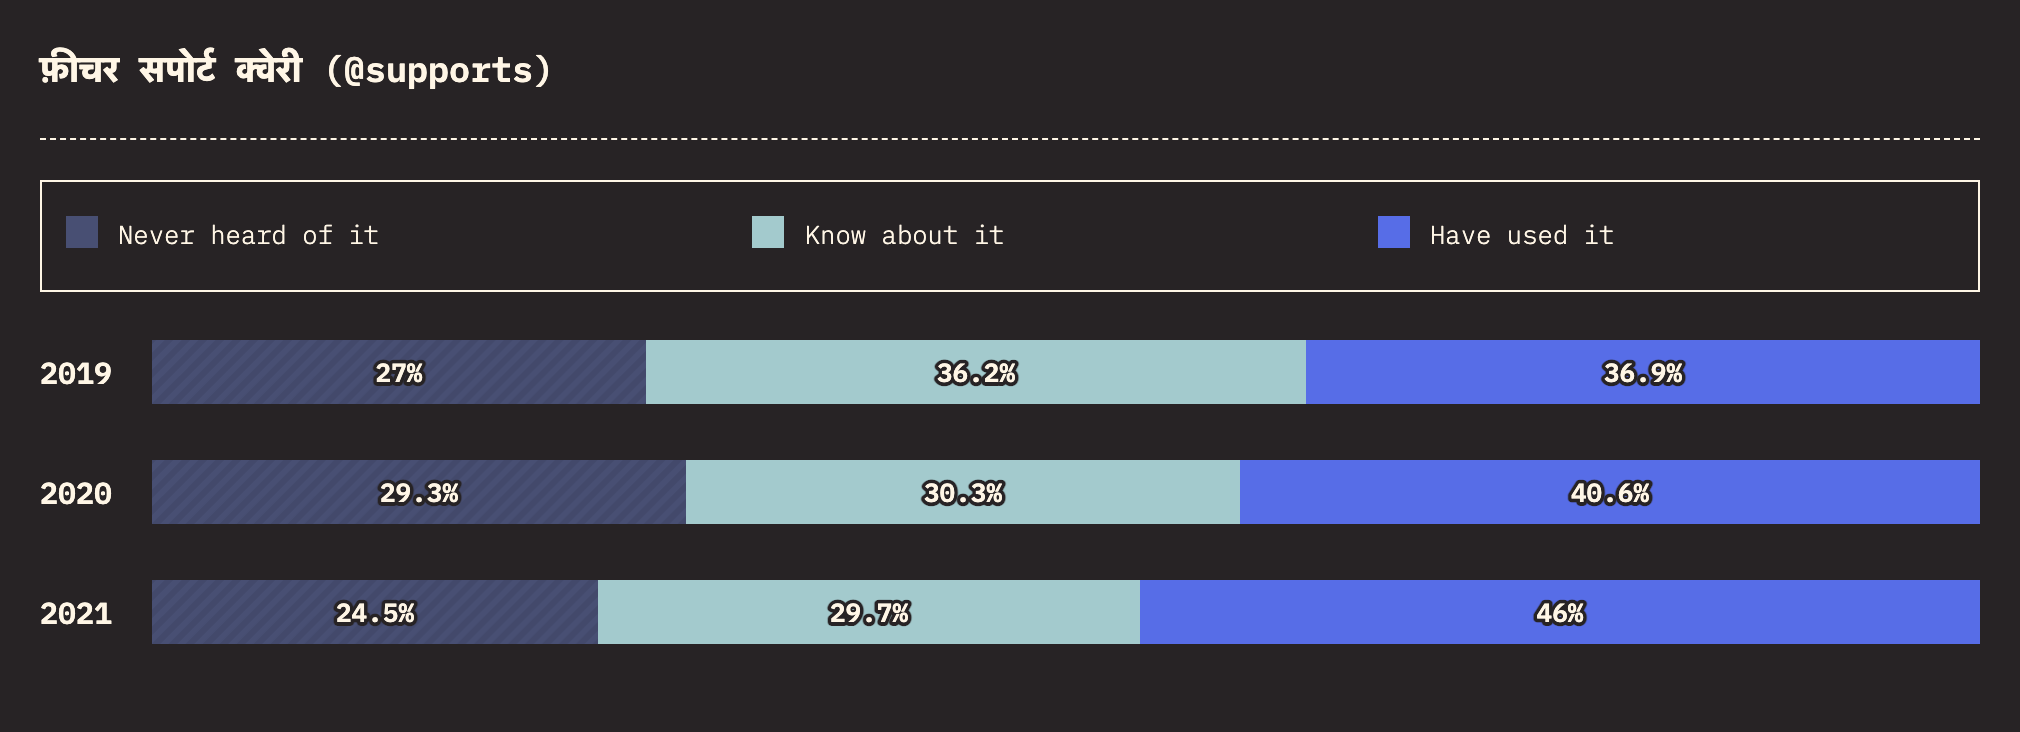 फ़ीचर सपोर्ट क्वेरी (@supports)
Never heard of it Know about it Have used it
2019 27% 36.2% 36.9%
2020 29.3% 30.3% 40.6%
2021 24.5% 29.7% 46%